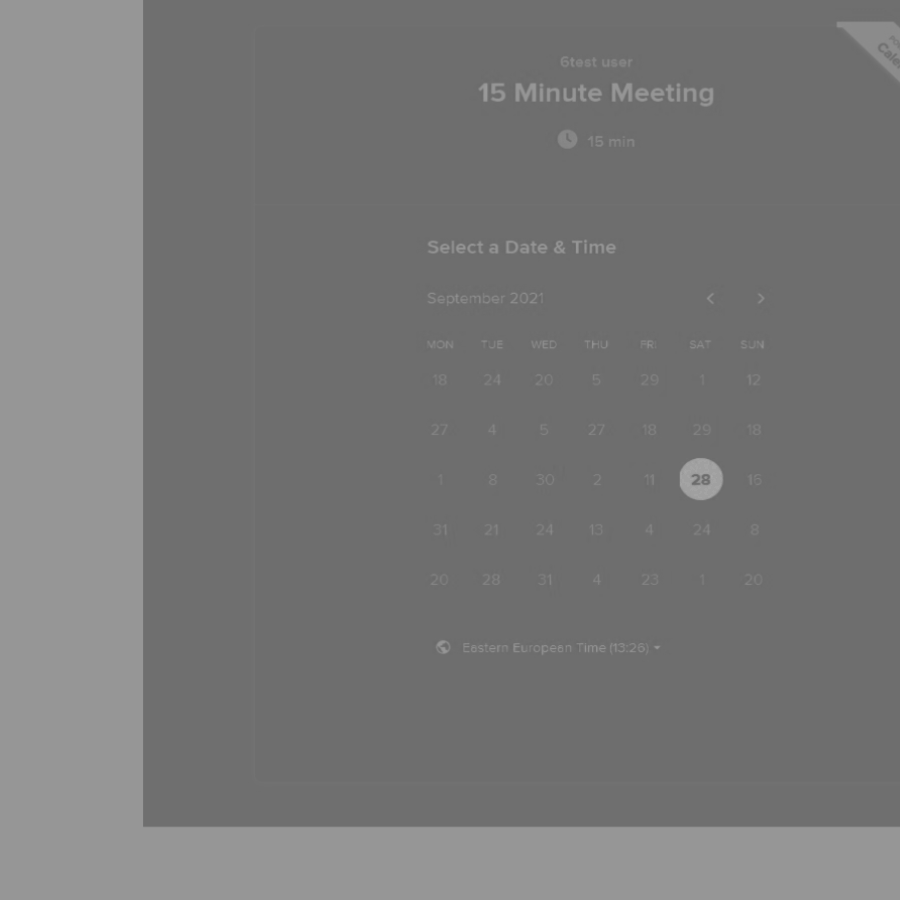 6test user
15 Minute Meeting
15 min
Select a Date & Time
September 2021
MON TUE WED THU FRI SAT SUN
18 24 20 5 29 1 12
27 4 5 27 18 29 18
1 8 30 2 11 28 16
31 21 24 13 4 24 8
20 28 31 4 23 1 20
Eastern European Time (13:26)